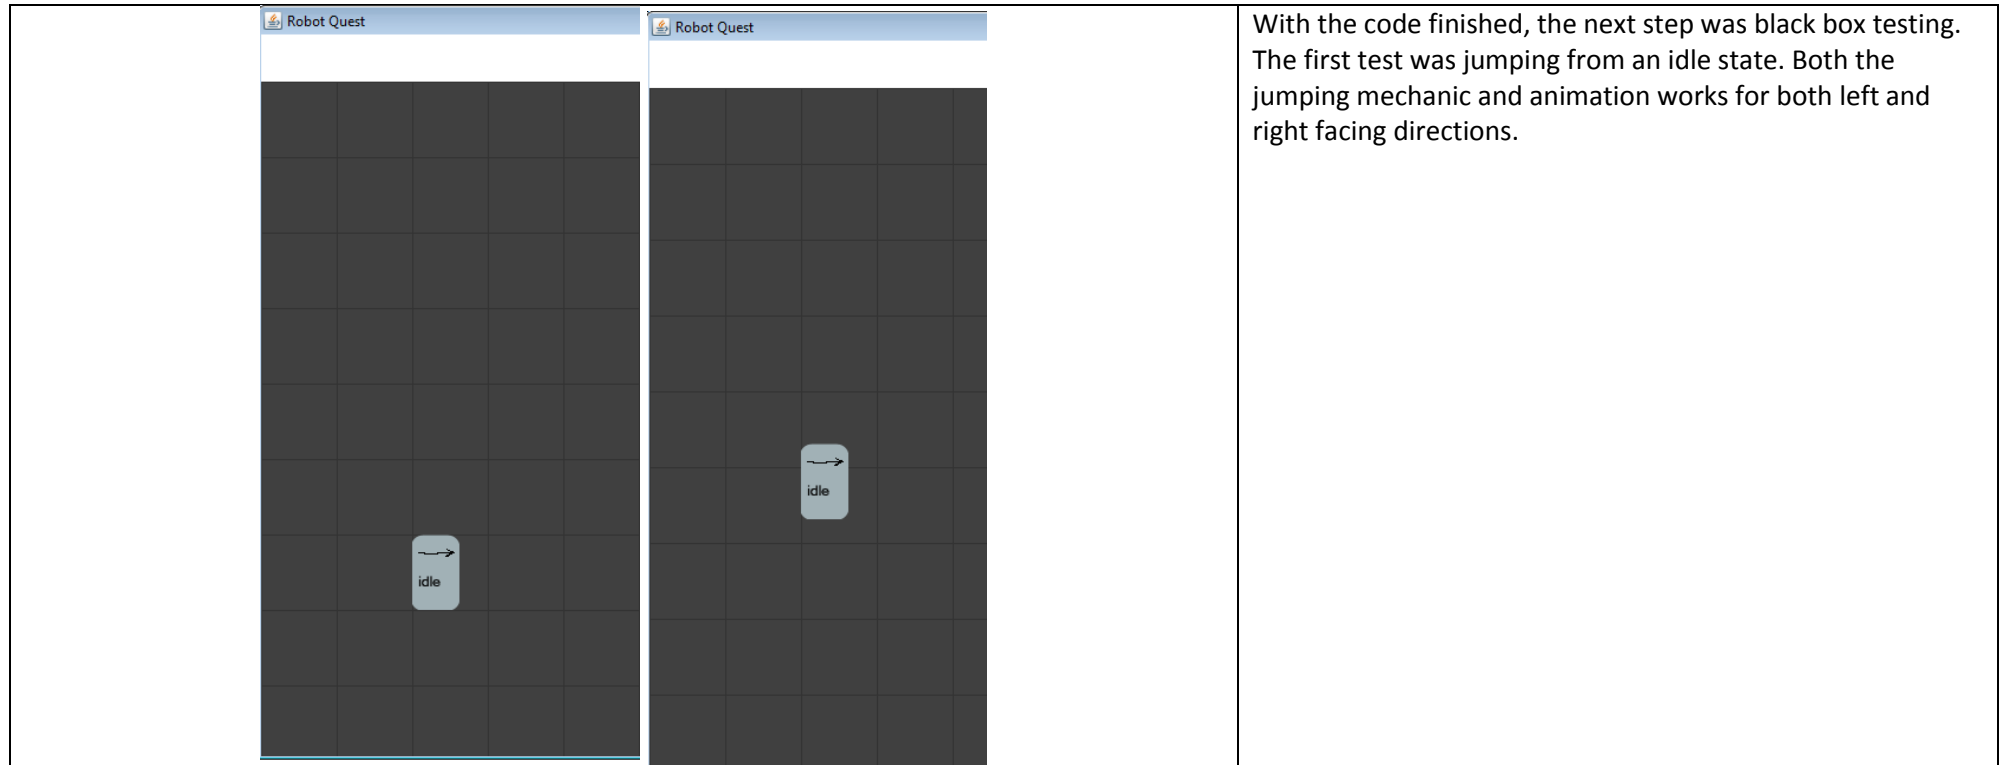 Robot Quest
idle
Robot Quest
idle
With the code finished, the next step was black box testing.
The first test was jumping from an idle state. Both the
jumping mechanic and animation works for both left and
right facing directions.